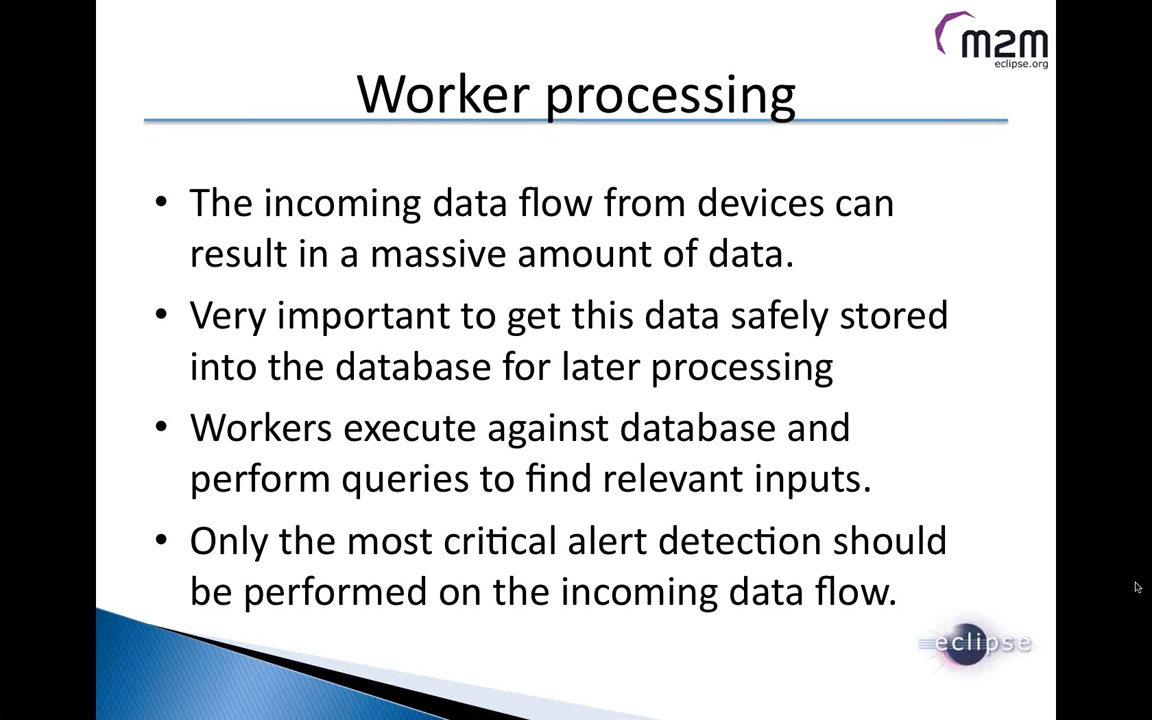 m2m
eclipse.org
Worker processing
• The incoming data flow from devices can
result in a massive amount of data.
• Very important to get this data safely stored
into the database for later processing
• Workers execute against database and
perform queries to find relevant inputs.
• Only the most critical alert detection should
be performed on the incoming data flow.
eclipse